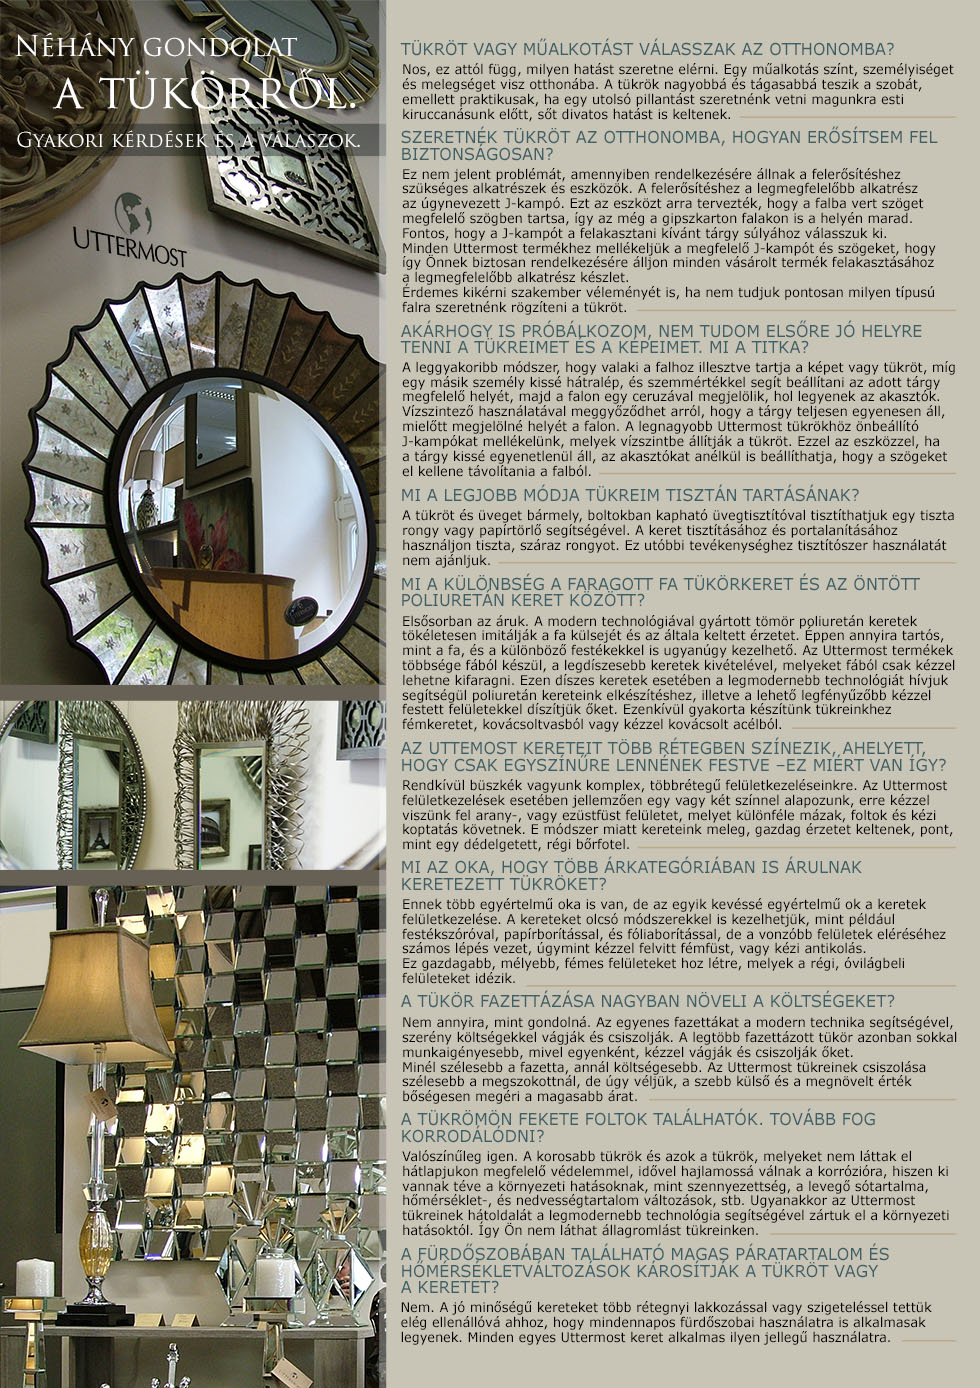 NÉHÁNY GONDOLAT
A TÜKÖRRŐL.
GYAKORI KÉRDÉSEK ÉS A VÁLASZOK.
UTTERMOST
TÜKRÖT VAGY MŰALKOTÁST VÁLASSZAK AZ OTTHONOMBA?
Nos, ez attól függ, milyen hatást szeretne elérni. Egy műalkotás színt, személyiséget
és melegséget visz otthonába. A tükrök nagyobbá és tágasabbá teszik a szobát,
emellett praktikusak, ha egy utolsó pillantást szeretnénk vetni magunkra esti
kiruccanásunk előtt, sőt divatos hatást is keltenek.
SZERETNÉK TÜKRÖT AZ OTTHONOMBA, HOGYAN ERŐSÍTSEM FEL
BIZTONSÁGOSAN?
Ez nem jelent problémát, amennyiben rendelkezésére állnak a felerősítéshez
szükséges alkatrészek és eszközök. A felerősítéshez a legmegfelelőbb alkatrész
az úgynevezett J-kampó. Ezt az eszközt arra tervezték, hogy a falba vert szöget
megfelelő szögben tartsa, így az még a gipszkarton falakon is a helyén marad.
Fontos, hogy a J-kampót a felakasztani kívánt tárgy súlyához válasszuk ki.
Minden Uttermost termékhez mellékeljük a megfelelő J-kampót és szögeket, hogy
így Önnek biztosan rendelkezésére álljon minden vásárolt termék felakasztásához
a legmegfelelőbb alkatrész készlet.
Érdemes kikérni szakember véleményét is, ha nem tudjuk pontosan milyen típusú
falra szeretnénk rögzíteni a tükröt.
AKÁRHOGY IS PRÓBÁLKOZOM, NEM TUDOM ELSŐRE JÓ HELYRE
TENNI A TÜKREIMET ÉS A KÉPEIMET. MI A TITKA?
A leggyakoribb módszer, hogy valaki a falhoz illesztve tartja a képet vagy tükröt, míg
egy másik személy kissé hátralép, és szemmértékkel segít beállítani az adott tárgy
megfelelő helyét, majd a falon egy ceruzával megjelölik, hol legyenek az akasztók.
Vízszintező használatával meggyőződhet arról, hogy a tárgy teljesen egyenesen áll,
mielőtt megjelölné helyét a falon. A legnagyobb Uttermost tükrökhöz önbeállító
J-kampókat mellékelünk, melyek vízszintbe állítják a tükröt. Ezzel az eszközzel, ha
a tárgy kissé egyenetlenül áll, az akasztókat anélkül is beállíthatja, hogy a szögeket
el kellene távolítania a falból.
MI A LEGJOBB MÓDJA TÜKREIM TISZTÁN TARTÁSÁNAK?
A tükröt és üveget bármely, boltokban kapható üvegtisztítóval tisztíthatjuk egy tiszta
rongy vagy papírtörlő segítségével. A keret tisztításához és portalanításához
használjon tiszta, száraz rongyot. Ez utóbbi tevékenységhez tisztítószer használatát
nem ajánljuk.
MI A KÜLÖNBSÉG A FARAGOTT FA TÜKÖRKERET ÉS AZ ÖNTÖTT
POLIURETÁN KERET KÖZÖTT?
Elsősorban az áruk. A modern technológiával gyártott tömör poliuretán keretek
tökéletesen imitálják a fa külsejét és az általa keltett érzetet. Éppen annyira tartós,
mint a fa, és a különböző festékekkel is ugyanúgy kezelhető. Az Uttermost termékek
többsége fából készül, a legdíszesebb keretek kivételével, melyeket fából csak kézzel
lehetne kifaragni. Ezen díszes keretek esetében a legmodernebb technológiát hívjuk
segítségül poliuretán kereteink elkészítéshez, illetve a lehető legfényűzőbb kézzel
festett felületekkel díszítjük őket. Ezenkívül gyakorta készítünk tükreinkhez
fémkeretet, kovácsoltvasból vagy kézzel kovácsolt acélból.
AZ UTTEMOST KERETEIT TÖBB RÉTEGBEN SZÍNEZIK, AHELYETT,
HOGY CSAK EGYSZÍNŰRE LENNÉNEK FESTVE –EZ MIÉRT VAN ÍGY?
Rendkívül büszkék vagyunk komplex, többrétegű felületkezeléseinkre. Az Uttermost
felületkezelések esetében jellemzően egy vagy két színnel alapozunk, erre kézzel
viszünk fel arany-, vagy ezüstfüst felületet, melyet különféle mázak, foltok és kézi
koptatás követnek. E módszer miatt kereteink meleg, gazdag érzetet keltenek, pont,
mint egy dédelgetett, régi bőrfotel.
MI AZ OKA, HOGY TÖBB ÁRKATEGÓRIÁBAN IS ÁRULNAK
KERETEZETT TÜKRÖKET?
Ennek több egyértelmű oka is van, de az egyik kevéssé egyértelmű ok a keretek
felületkezelése. A kereteket olcsó módszerekkel is kezelhetjük, mint például
festékszóróval, papírborítással, és fóliaborítással, de a vonzóbb felületek eléréséhez
számos lépés vezet, úgymint kézzel felvitt fémfüst, vagy kézi antikolás.
Ez gazdagabb, mélyebb, fémes felületeket hoz létre, melyek a régi, óvilágbeli
felületeket idézik.
A TÜKÖR FAZETTÁZÁSA NAGYBAN NÖVELI A KÖLTSÉGEKET?
Nem annyira, mint gondolná. Az egyenes fazettákat a modern technika segítségével,
szerény költségekkel vágják és csiszolják. A legtöbb fazettázott tükör azonban sokkal
munkaigényesebb, mivel egyenként, kézzel vágják és csiszolják őket.
Minél szélesebb a fazetta, annál költségesebb. Az Uttermost tükreinek csiszolása
szélesebb a megszokottnál, de úgy véljük, a szebb külső és a megnövelt érték
bőségesen megéri a magasabb árat.
A TÜKRÖMÖN FEKETE FOLTOK TALÁLHATÓK. TOVÁBB FOG
KORRODÁLÓDNI?
Valószínűleg igen. A korosabb tükrök és azok a tükrök, melyeket nem láttak el
hátlapjukon megfelelő védelemmel, idővel hajlamossá válnak a korrózióra, hiszen ki
vannak téve a környezeti hatásoknak, mint szennyezettség, a levegő sótartalma,
hőmérséklet-, és nedvességtartalom változások, stb. Ugyanakkor az Uttermost
tükreinek hátoldalát a legmodernebb technológia segítségével zártuk el a környezeti
hatásoktól. Így Ön nem láthat állagromlást tükreinken.
A FÜRDŐSZOBÁBAN TALÁLHATÓ MAGAS PÁRATARTALOM ÉS
HŐMÉRSÉKLETVÁLTOZÁSOK KÁROSÍTJÁK A TÜKRÖT VAGY
A KERETET?
Nem. A jó minőségű kereteket több rétegnyi lakkozással vagy szigeteléssel tettük
elég ellenállóvá ahhoz, hogy mindennapos fürdőszobai használatra is alkalmasak
legyenek. Minden egyes Uttermost keret alkalmas ilyen jellegű használatra.